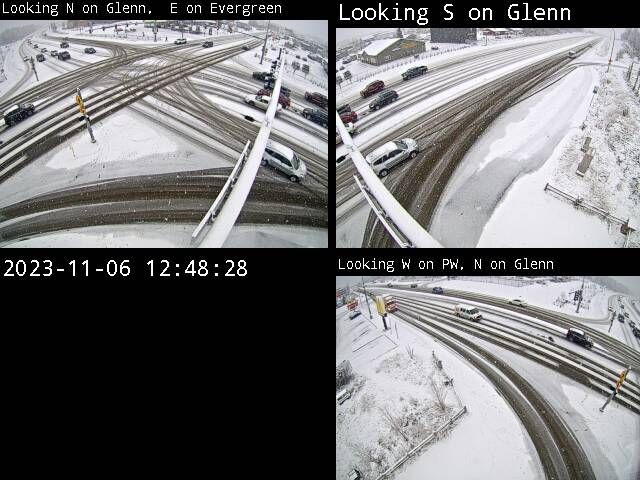 Looking N on Glenn,  E on Evergreen
Looking S on Glenn
2023-11-06 12:48:28
Looking W on PW, N on Glenn